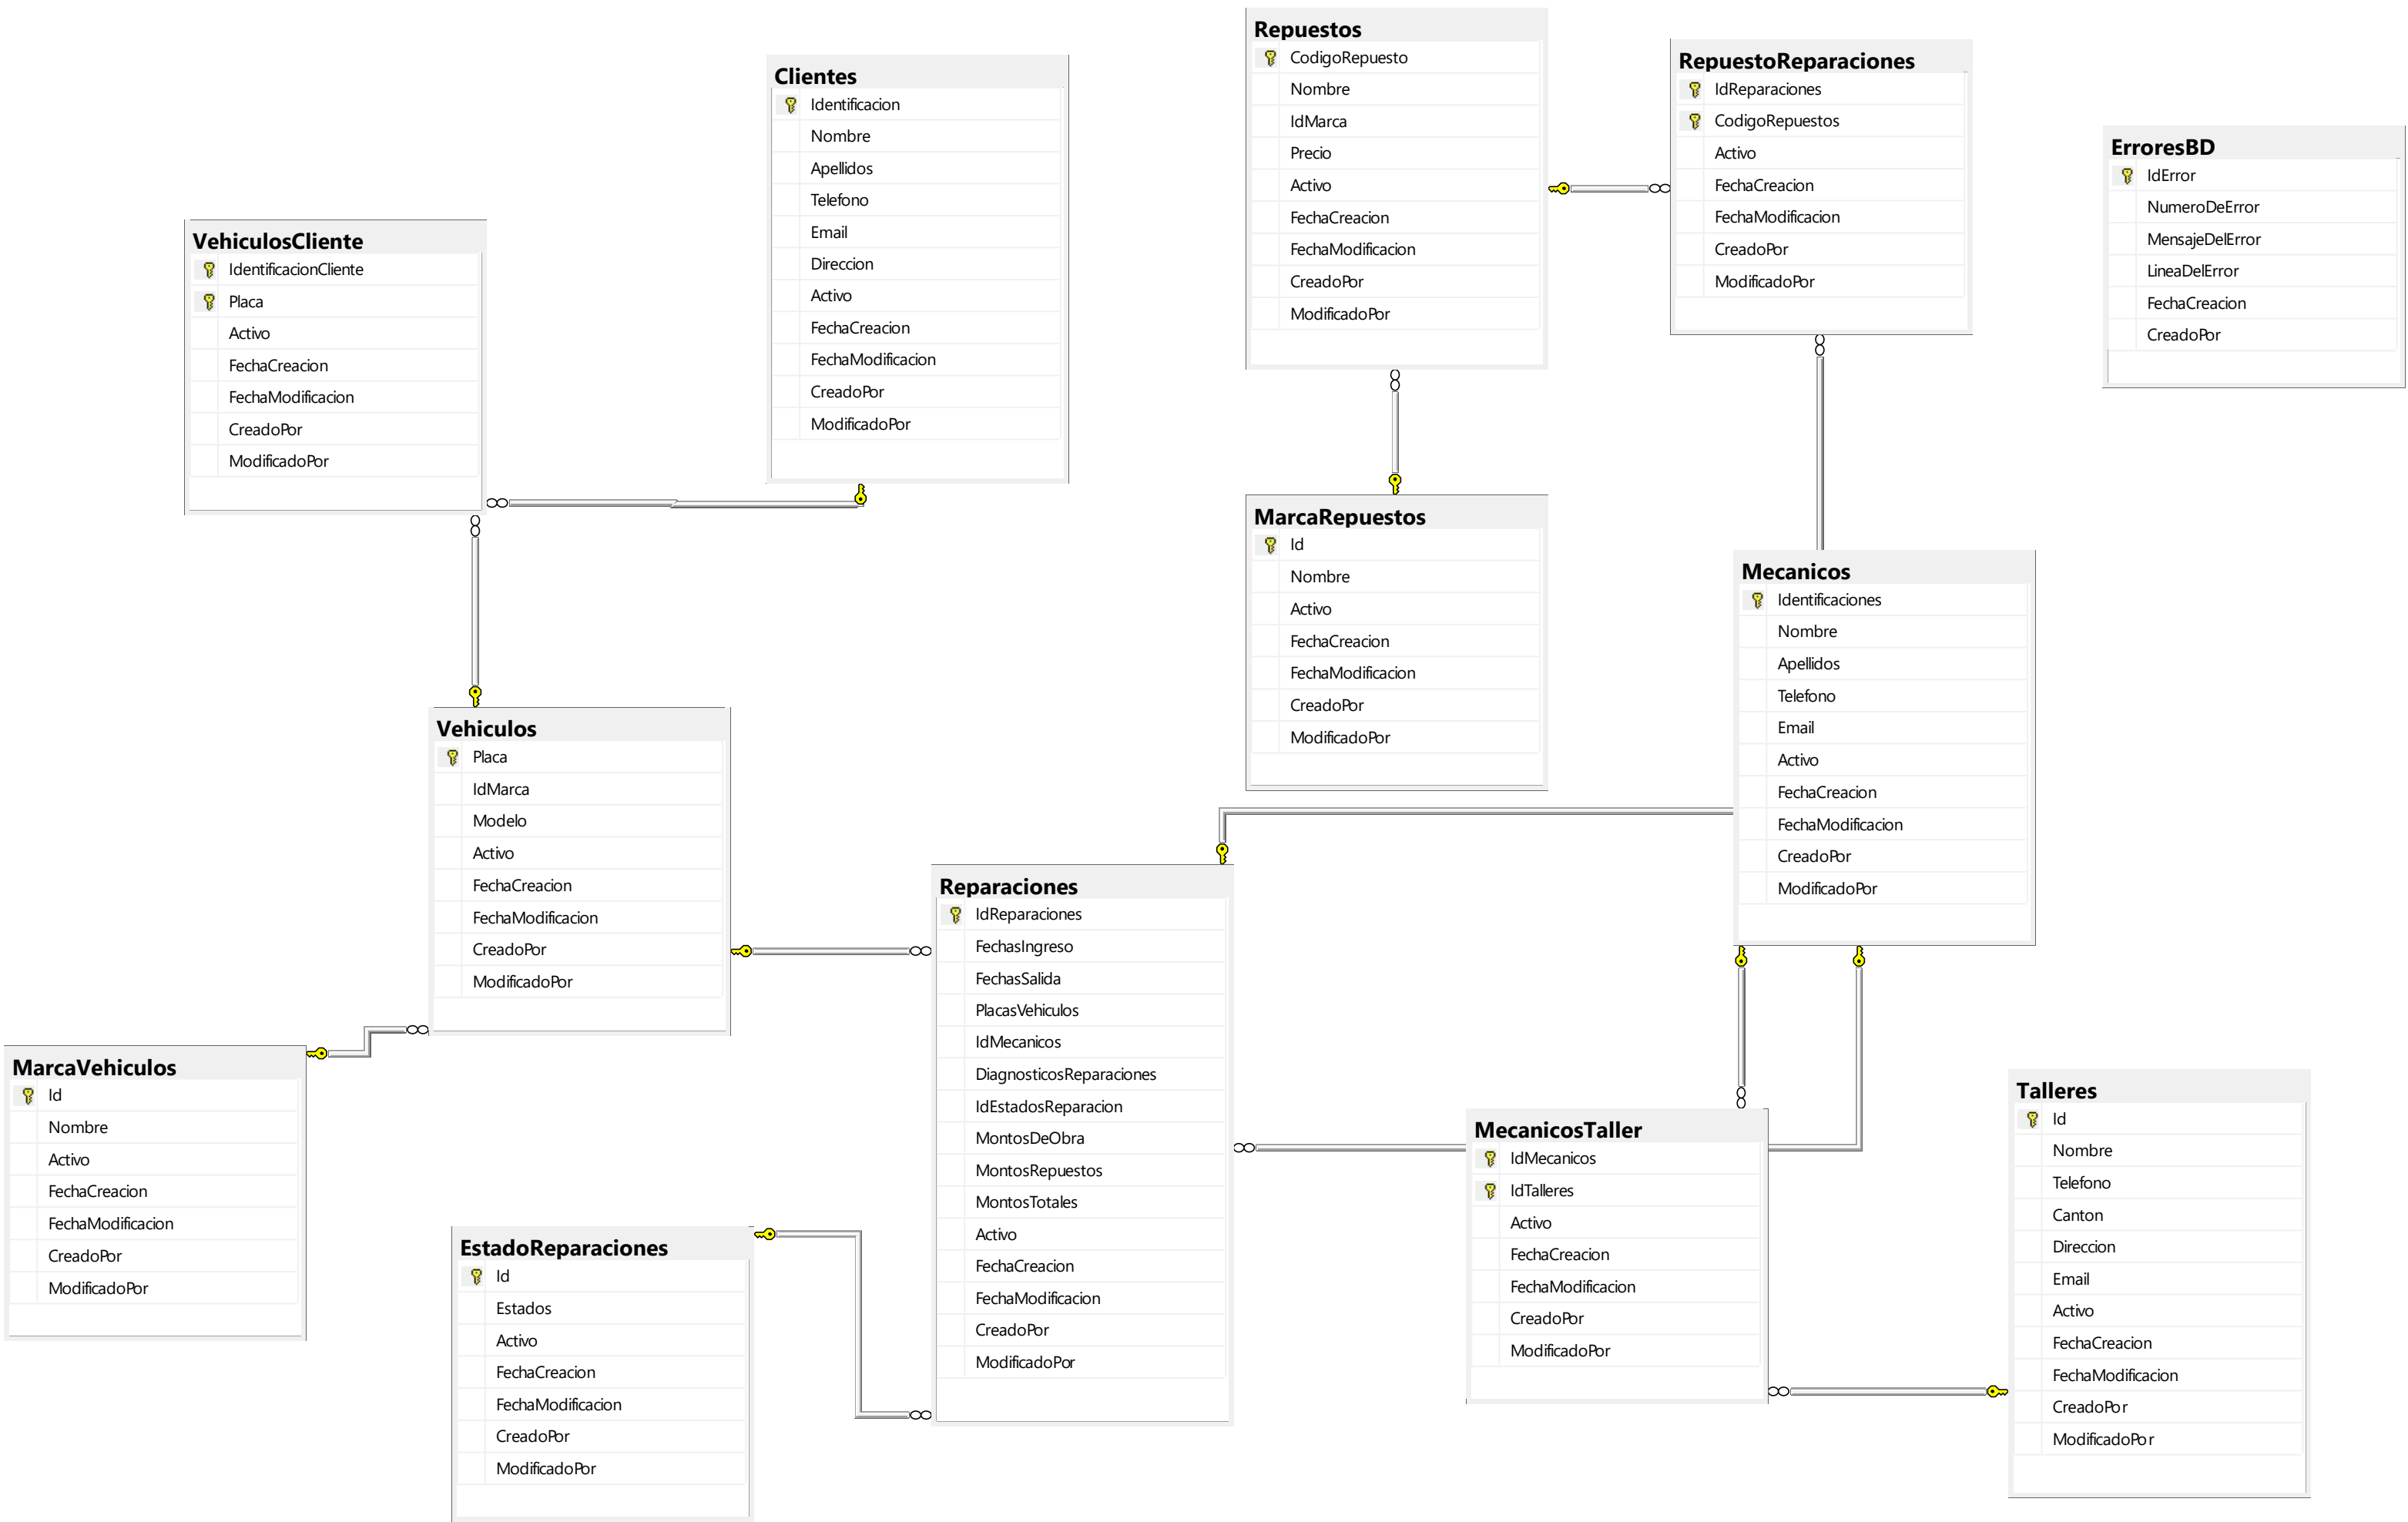 Repuestos
CodigoRepuesto
Nombre
IdMarca
Precio
Activo
FechaCreacion
FechaModificacion
CreadoPor
ModificadoPor
RepuestoReparaciones
IdReparaciones
CodigoRepuestos
Activo
FechaCreacion
FechaModificacion
CreadoPor
ModificadoPor
Clientes
Identificacion
Nombre
Apellidos
Telefono
Email
Direccion
Activo
FechaCreacion
FechaModificacion
CreadoPor
ModificadoPor
ErroresBD
IdError
NumeroDeError
MensajeDelError
LineaDelError
FechaCreacion
CreadoPor
VehiculosCliente
IdentificacionCliente
Placa
Activo
FechaCreacion
FechaModificacion
CreadoPor
ModificadoPor
MarcaRepuestos
Id
Nombre
Activo
FechaCreacion
FechaModificacion
CreadoPor
ModificadoPor
Mecanicos
Identificaciones
Nombre
Apellidos
Telefono
Email
Activo
FechaCreacion
FechaModificacion
CreadoPor
ModificadoPor
Vehiculos
Placa
IdMarca
Modelo
Activo
FechaCreacion
FechaModificacion
CreadoPor
ModificadoPor
Reparaciones
IdReparaciones
FechasIngreso
FechasSalida
PlacasVehiculos
IdMecanicos
DiagnosticosReparaciones
IdEstadosReparacion
MontosDeObra
MontosRepuestos
MontosTotales
Activo
FechaCreacion
FechaModificacion
CreadoPor
ModificadoPor
MarcaVehiculos
Id
Nombre
Activo
FechaCreacion
FechaModificacion
CreadoPor
ModificadoPor
Talleres
Id
Nombre
Telefono
Canton
Direccion
Email
Activo
FechaCreacion
FechaModificacion
CreadoPor
ModificadoPor
MecanicosTaller
IdMecanicos
IdTalleres
Activo
FechaCreacion
FechaModificacion
CreadoPor
ModificadoPor
EstadoReparaciones
Id
Estados
Activo
FechaCreacion
FechaModificacion
CreadoPor
ModificadoPor